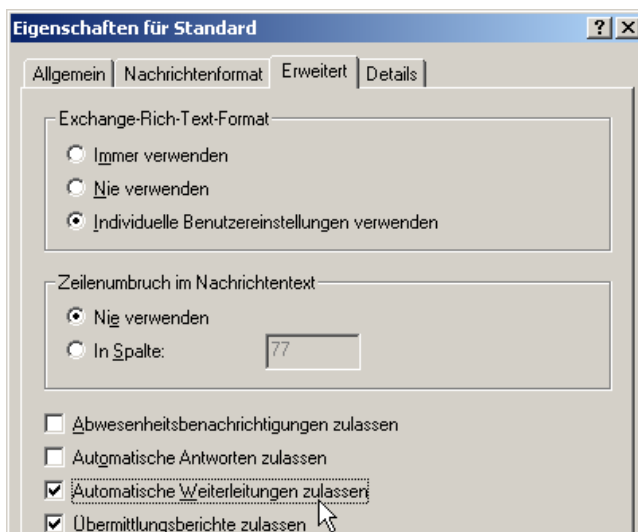 Eigenschaften für Standard
Allgemein Nachrichtenformat Erweitert Details
Exchange-Rich-Text-Format
Immer verwenden
Nie verwenden
Individuelle Benutzereinstellungen verwenden
Zeilenumbruch im Nachrichtentext
Nie verwenden
In Spalte: 77
Abwesenheitsbenachrichtigungen zulassen
Automatische Antworten zulassen
Automatische Weiterleitungen zulassen
Übermittlungsberichte zulassen